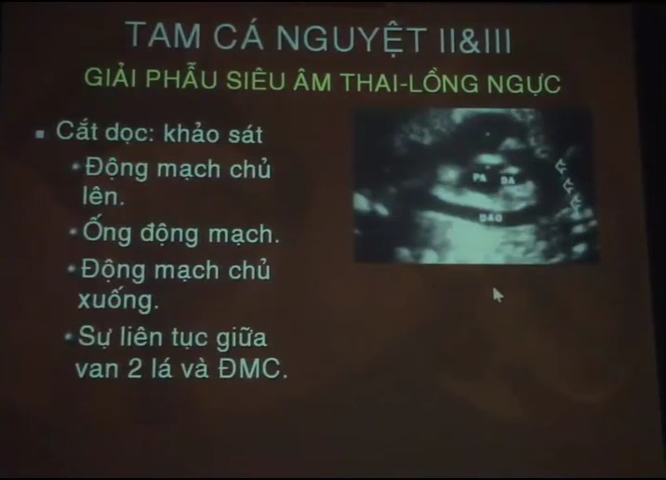 TAM CÁ NGUYỆT II&III
GIẢI PHẪU SIÊU ÂM THAI-LỒNG NGỰC
Cắt dọc: khảo sát
Động mạch chủ
lên.
Ống động mạch.
Động mạch chủ
xuống.
Sự liên tục giữa
van 2 lá và ĐMC.
PA DA
DAO